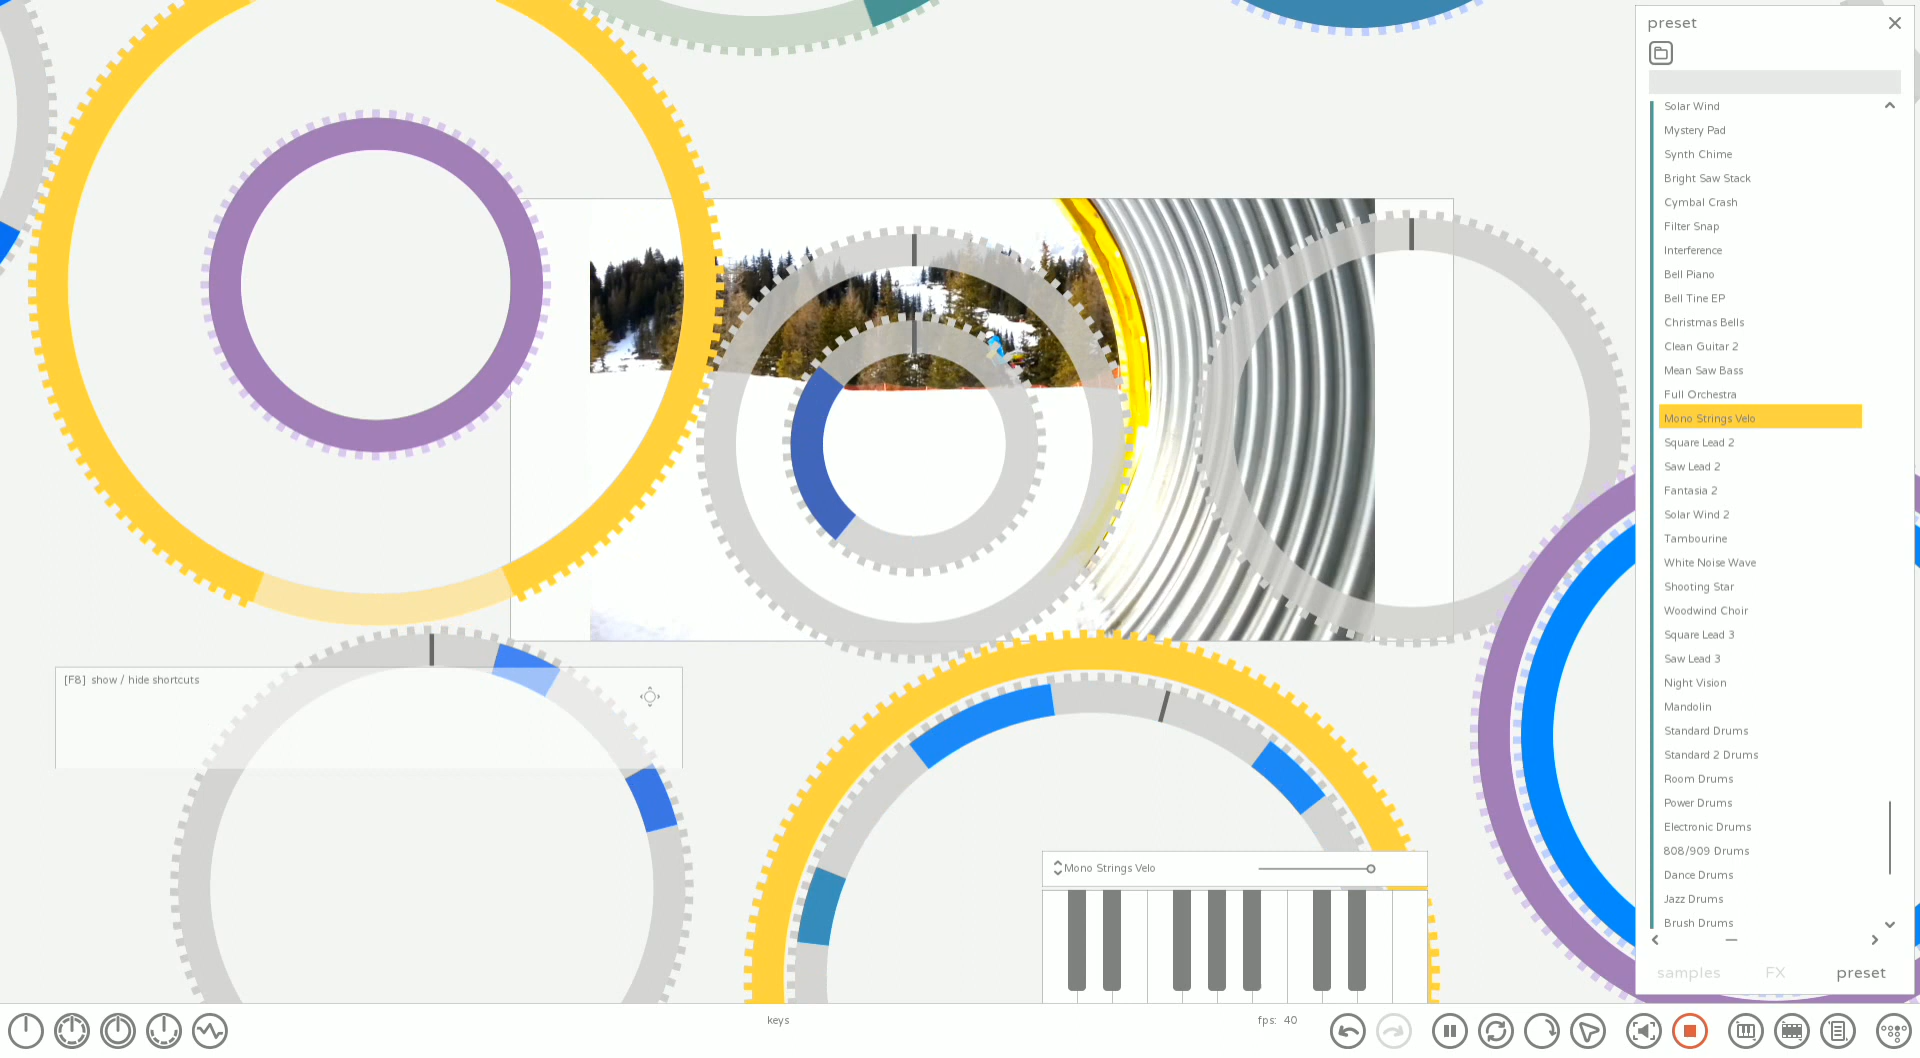 preset
Solar Wind
Mystery Pad
Synth Chime
Bright Saw Stack
Cymbal Crash
Filter Snap
Interference
Bell Piano
Bell Tine EP
Christmas Bells
Clean Guitar 2
Mean Saw Bass
Full Orchestra
Mono Strings Velo
Square Lead 2
Saw Lead 2
Fantasia 2
Solar Wind 2
Tambourine
White Noise Wave
Shooting Star
Woodwind Choir
Square Lead 3
Saw Lead 3
Night Vision
Mandolin
Standard Drums
Standard 2 Drums
Room Drums
Power Drums
Electronic Drums
808/909 Drums
Dance Drums
Jazz Drums
Brush Drums
samples FX preset
[F8] show / hide shortcuts
Mono Strings Velo
keys
fps: 40